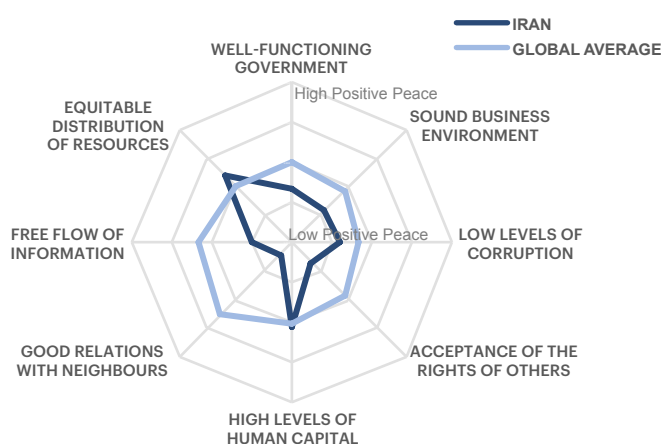 IRAN
GLOBAL AVERAGE
WELL-FUNCTIONING
GOVERNMENT
High Positive Peace
EQUITABLE
DISTRIBUTION
OF RESOURCES
SOUND BUSINESS
ENVIRONMENT
FREE FLOW OF
INFORMATION
Low Positive Peace
LOW LEVELS OF
CORRUPTION
GOOD RELATIONS
WITH NEIGHBOURS
ACCEPTANCE OF THE
RIGHTS OF OTHERS
HIGH LEVELS OF
HUMAN CAPITAL